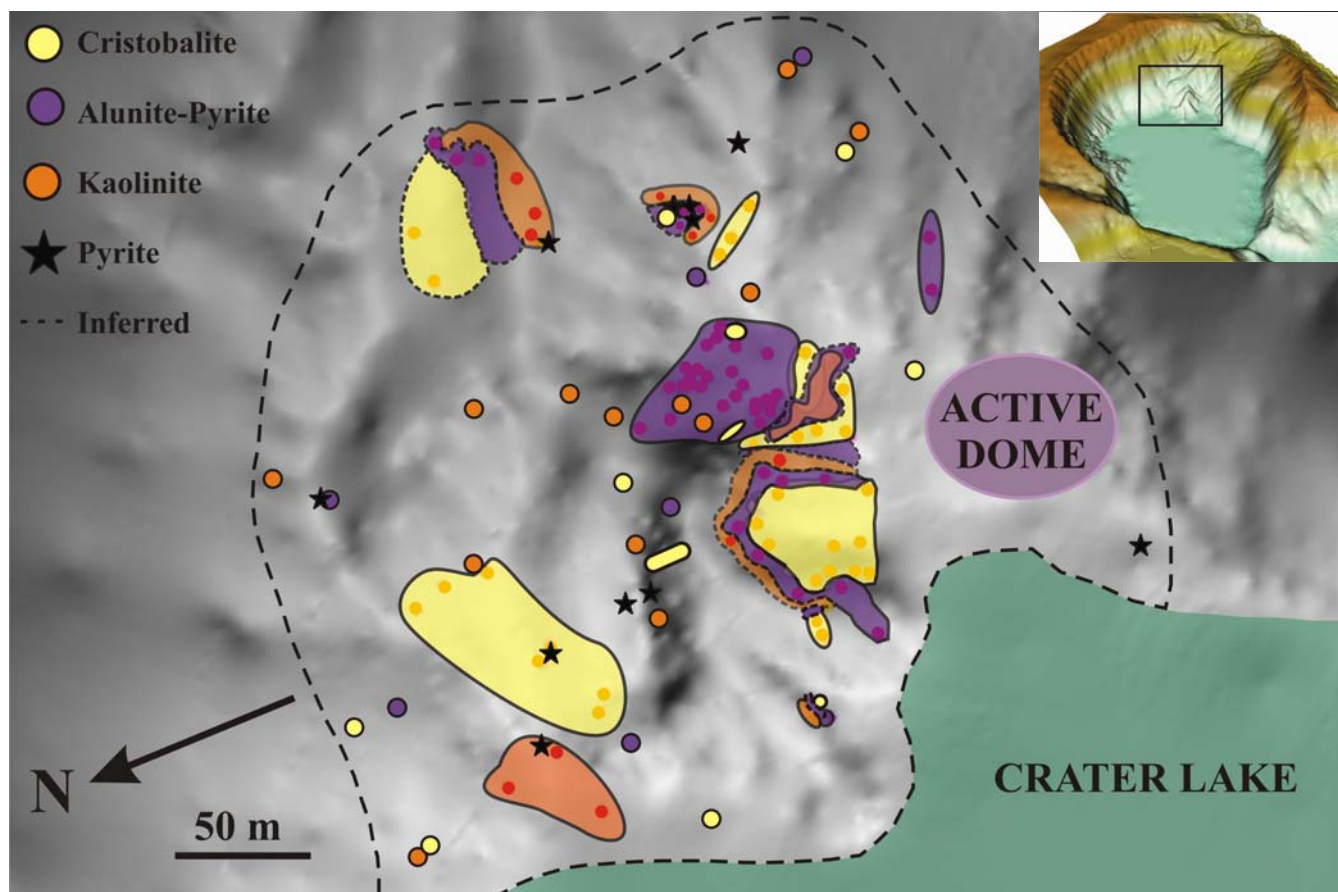 Cristobalite
Alunite-Pyrite
Kaolinite
Pyrite
Inferred
ACTIVE
DOME
CRATER LAKE
N
50 m